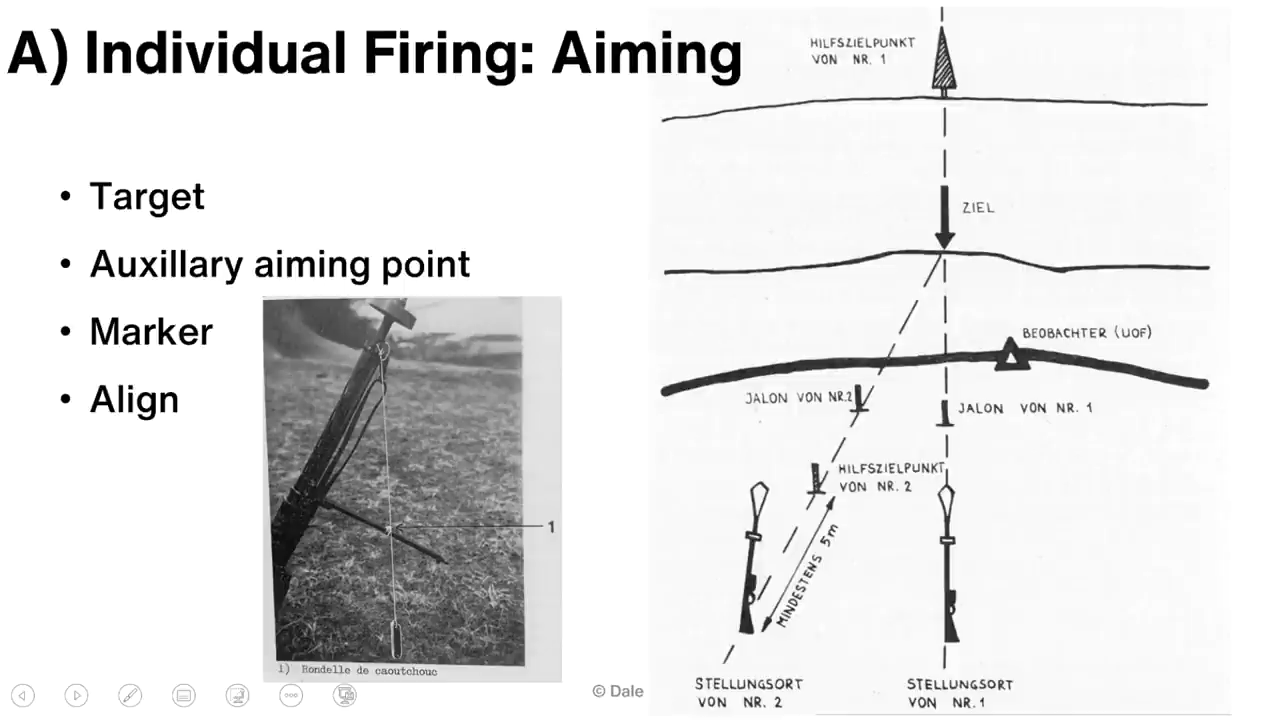 A) Individual Firing: Aiming
• Target
• Auxillary aiming point
• Marker
• Align
1
1) Rondelle de caoutchouc
© Dale
HILFSZIELPUNKT
VON NR. 1
ZIEL
BEOBACHTER (UOF)
JALON VON NR.2
JALON VON NR. 1
HILFSZIELPUNKT
VON NR. 2
MINDESTENS 5m
STELLUNGSORT
VON NR. 2
STELLUNGSORT
VON NR.1